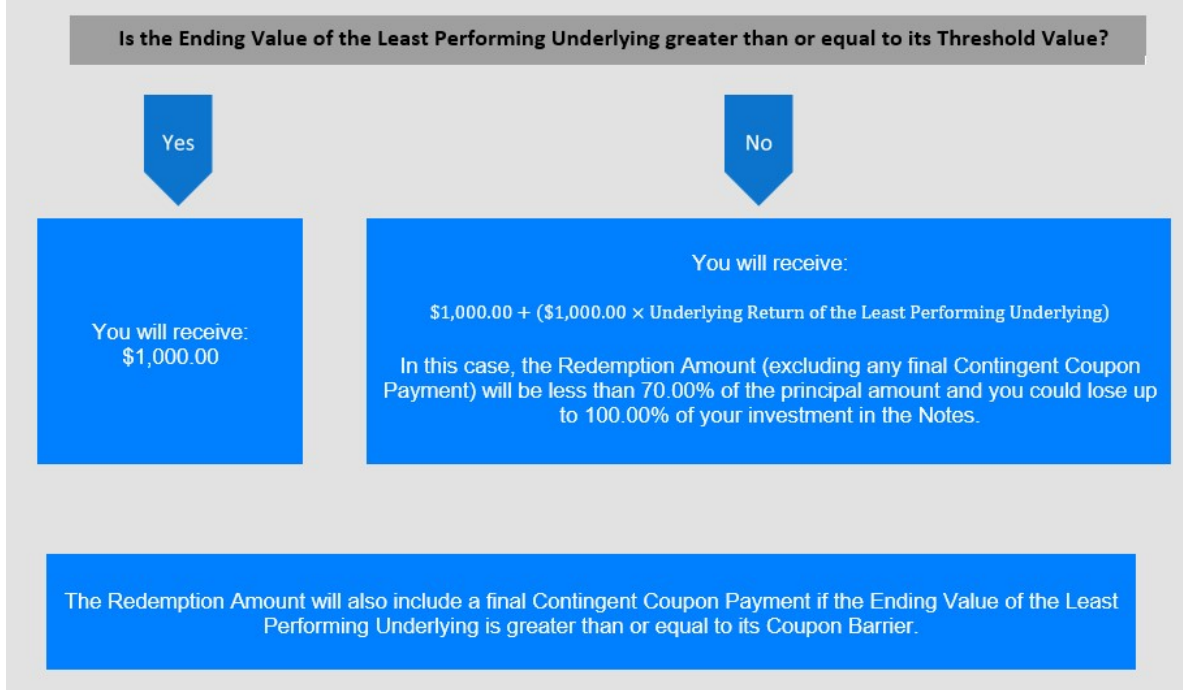 Is the Ending Value of the Least Performing Underlying greater than or equal to its Threshold Value?
Yes
No
You will receive:
$1,000.00
You will receive:
$1,000.00 + ($1,000.00 × Underlying Return of the Least Performing Underlying)
In this case, the Redemption Amount (excluding any final Contingent Coupon
Payment) will be less than 70.00% of the principal amount and you could lose up
to 100.00% of your investment in the Notes.
The Redemption Amount will also include a final Contingent Coupon Payment if the Ending Value of the Least
Performing Underlying is greater than or equal to its Coupon Barrier.